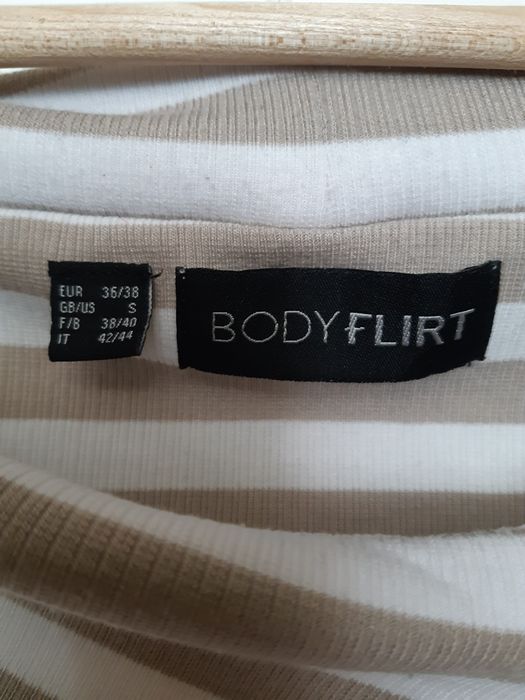 EUR 36/38
GB/US S
F/B 38/40
IT 42/44
BODYFLIRT